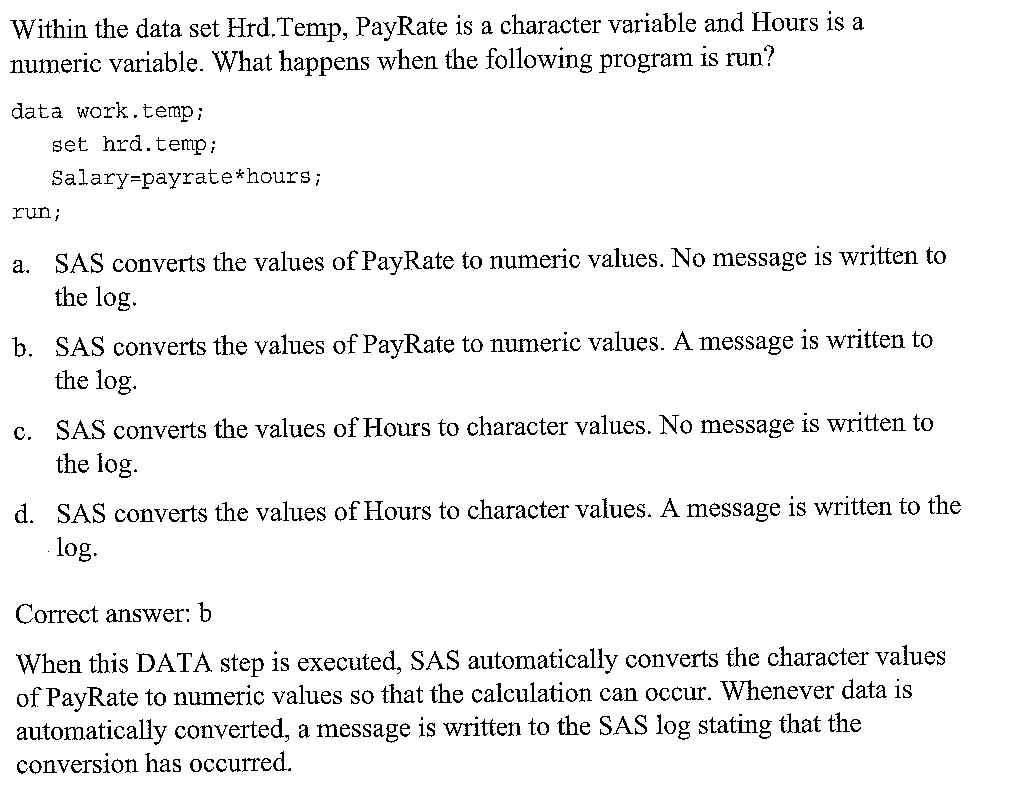 Within the data set Hrd.Temp, PayRate is a character variable and Hours is a
numeric variable. What happens when the following program is run?
data work.temp;
set hrd.temp;
Salary=payrate*hours;
run;
a. SAS converts the values of PayRate to numeric values. No message is written to
the log.
b. SAS converts the values of PayRate to numeric values. A message is written to
the log.
c. SAS converts the values of Hours to character values. No message is written to
the log.
d. SAS converts the values of Hours to character values. A message is written to the
log.
Correct answer: b
When this DATA step is executed, SAS automatically converts the character values
of PayRate to numeric values so that the calculation can occur. Whenever data is
automatically converted, a message is written to the SAS log stating that the
conversion has occurred.